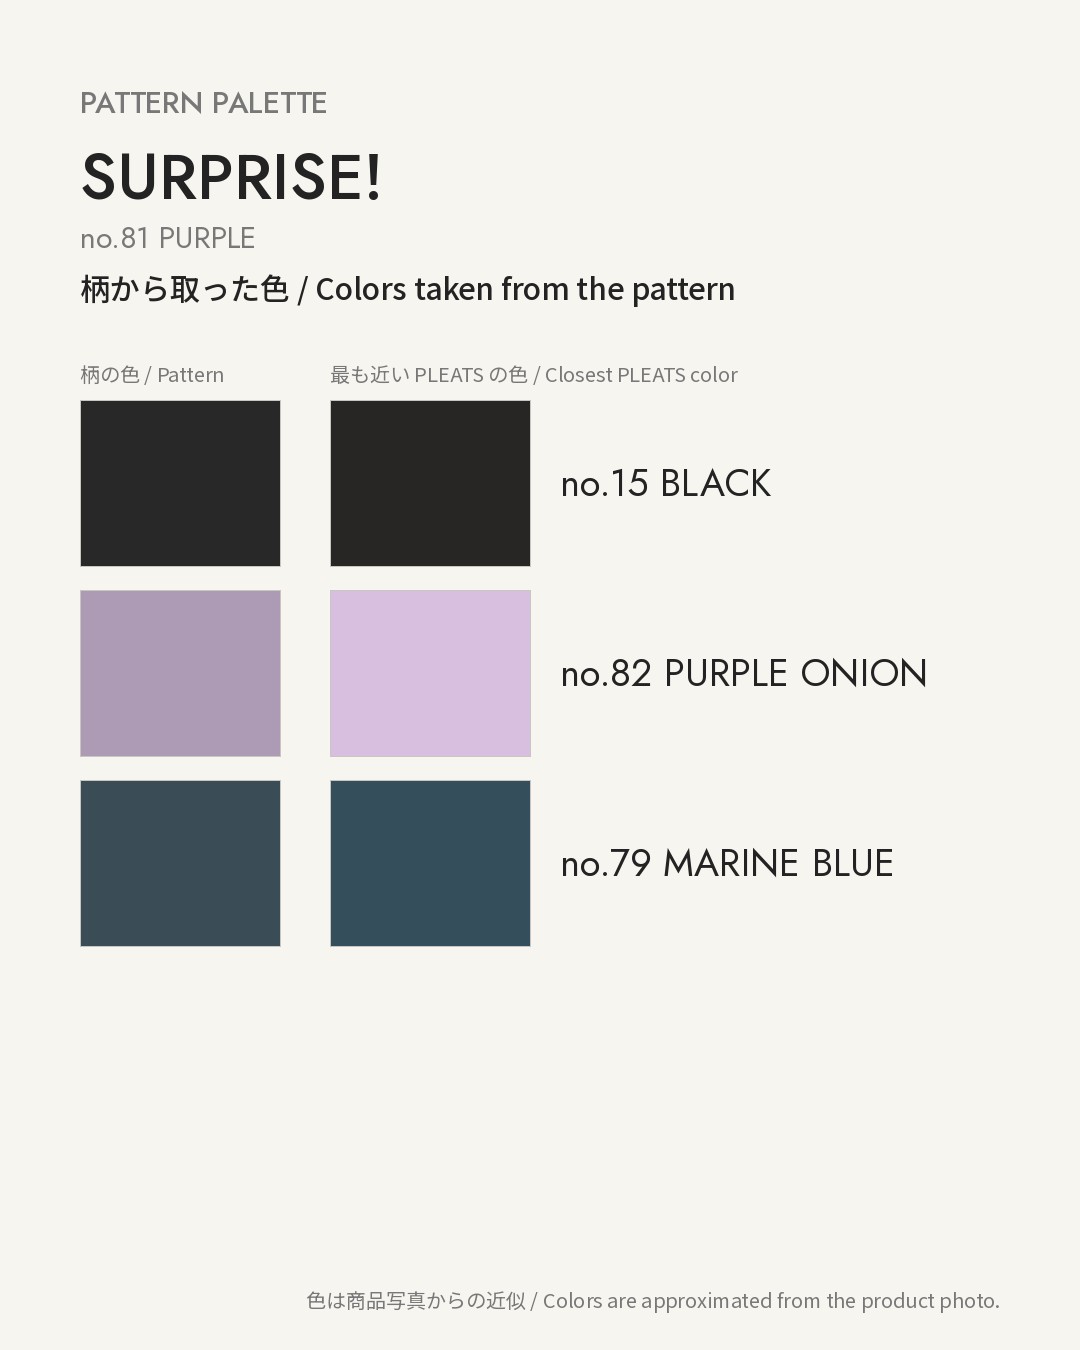 PATTERN PALETTE
SURPRISE!
no.81 PURPLE
柄から取った色 / Colors taken from the pattern
柄の色 / Pattern
最も近い PLEATS の色 / Closest PLEATS color
no.15 BLACK
no.82 PURPLE ONION
no.79 MARINE BLUE
色は商品写真からの近似 / Colors are approximated from the product photo.